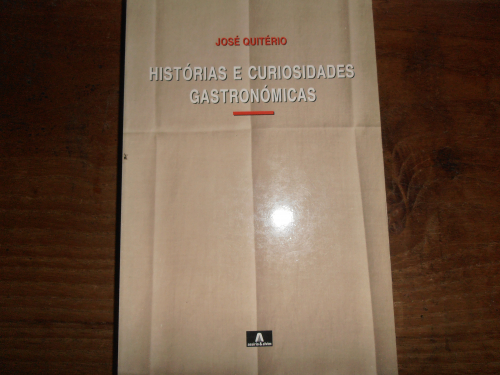 JOSÉ QUITÉRIO
HISTÓRIAS E CURIOSIDADES
GASTRONÓMICAS